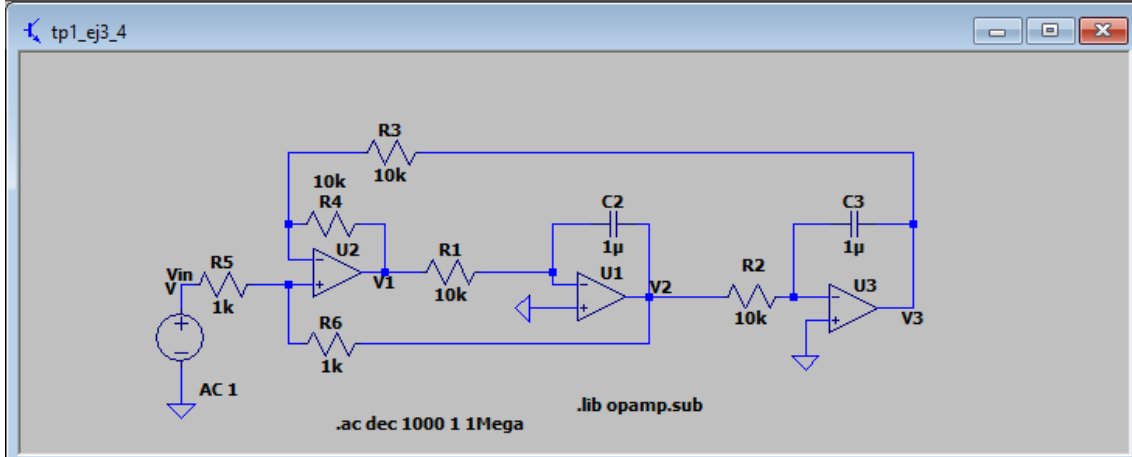 tp1_ej3_4
R3
10k
10k
R4
C2
1µ
C3
1µ
U2
Vin
V
R5
1k
V1
R1
10k
U1
V2
R2
10k
U3
V3
R6
1k
AC 1
.ac dec 1000 1 1Mega
.lib opamp.sub